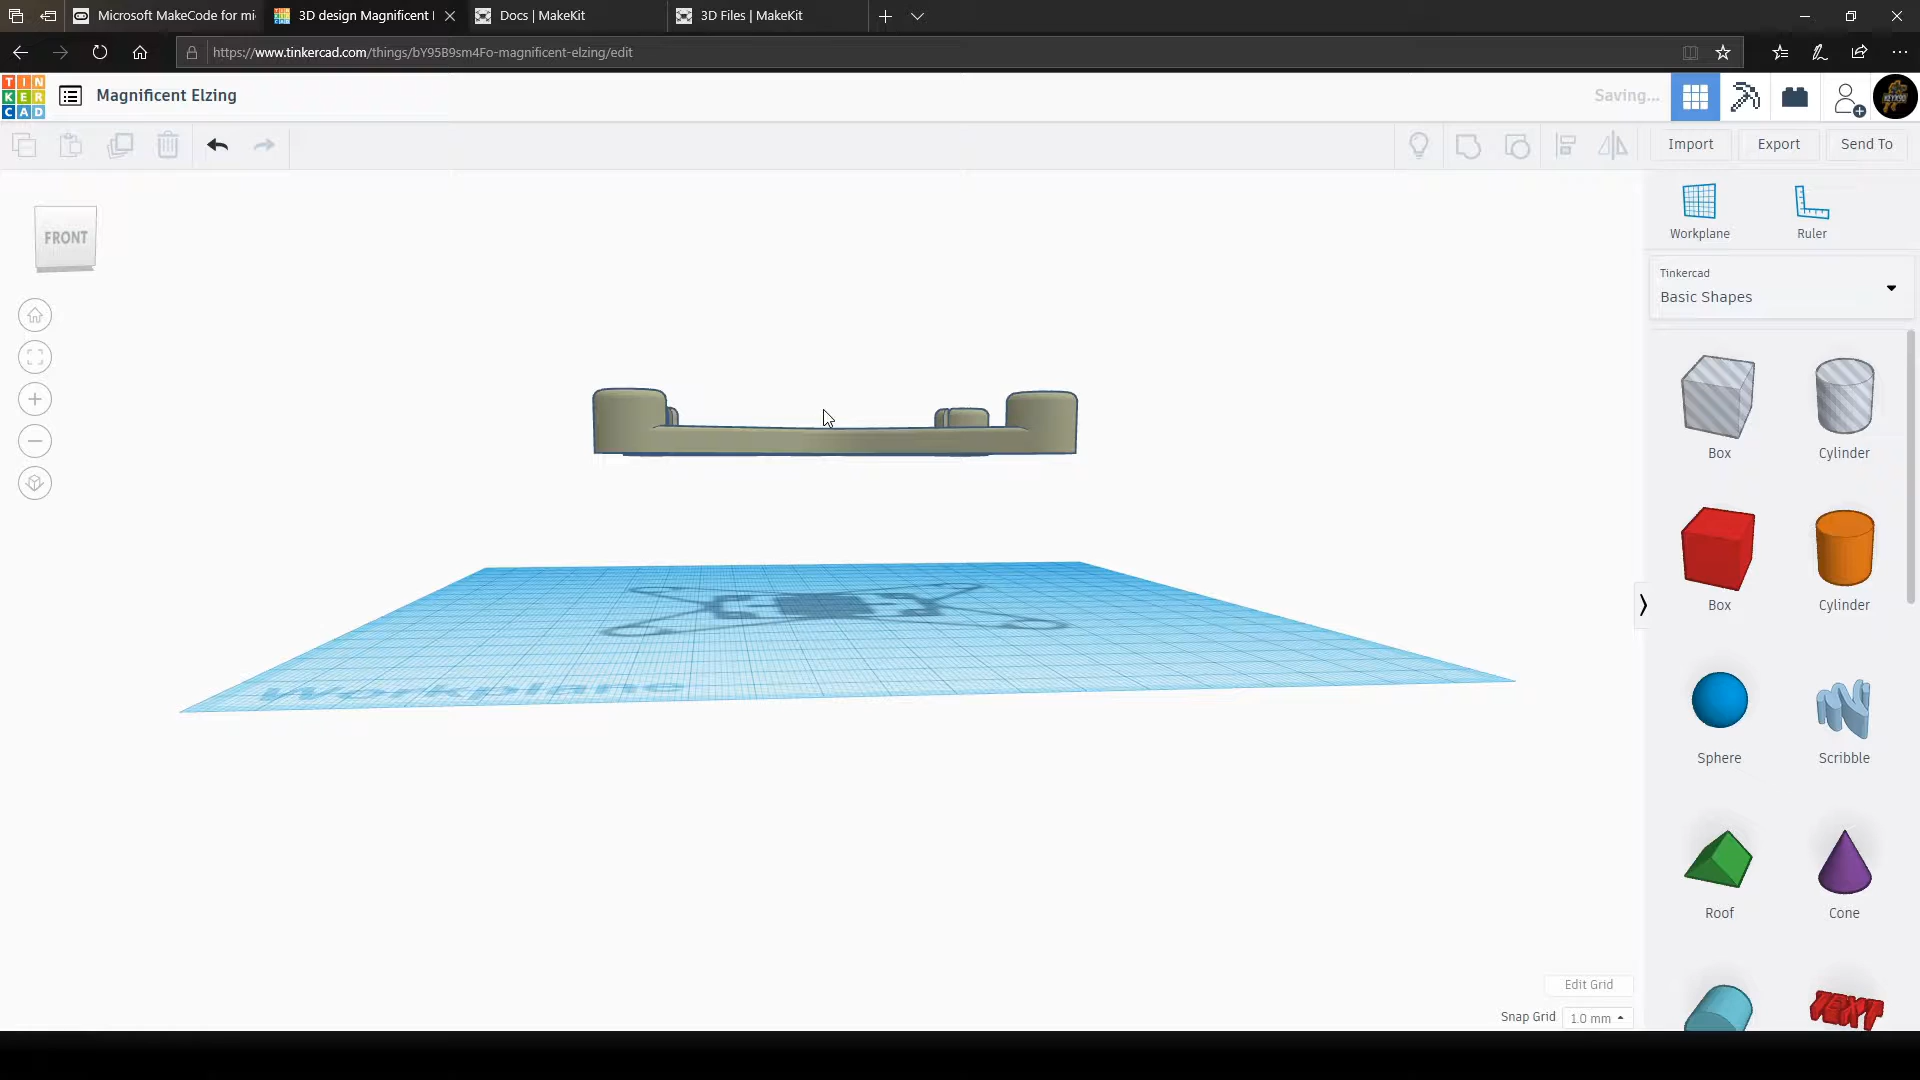 Microsoft MakeCode for mi
3D design Magnificent
Docs | MakeKit
3D Files | MakeKit
https://www.tinkercad.com/things/bY95B9sm4Fo-magnificent-elzing/edit
TIN
KER
CAD
Magnificent Elzing
Saving...
Import
Export
Send To
FRONT
Workplane
Ruler
Tinkercad
Basic Shapes
Box
Cylinder
Box
Cylinder
Sphere
Scribble
Roof
Cone
TEXT
Workplane
Edit Grid
Snap Grid
1.0 mm